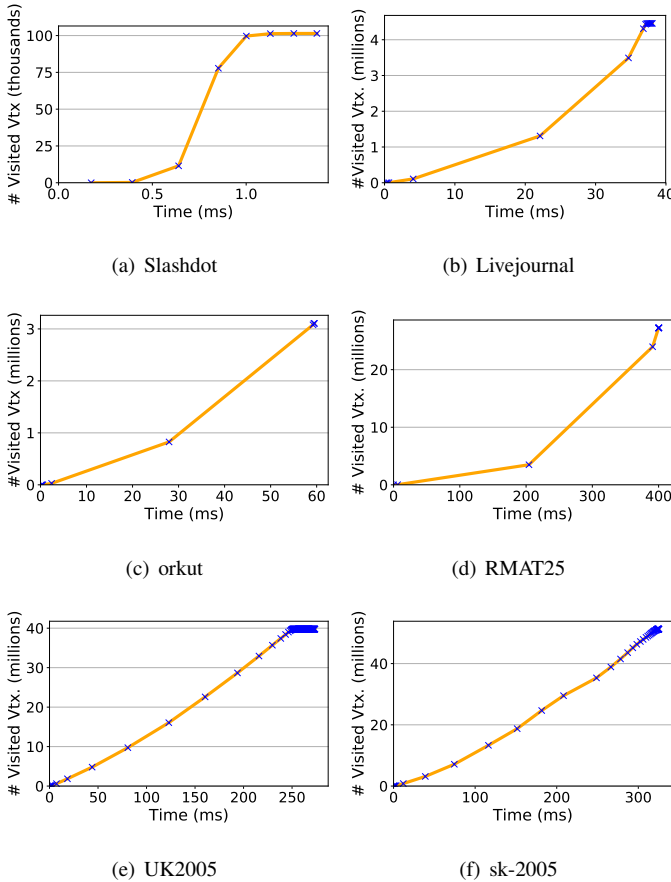 # Visited Vtx (thousands)
100
75
50
25
0
0.0 0.5 1.0
Time (ms)
(a) Slashdot
# Visited Vtx. (millions)
4
3
2
1
0
0 10 20 30 40
Time (ms)
(b) Livejournal
#Visited Vtx (millions)
3
2
1
0
0 10 20 30 40 50 60
Time (ms)
(c) orkut
# Visited Vtx. (millions)
20
10
0
0 100 200 300 400
Time (ms)
(d) RMAT25
# Visited Vtx. (millions)
40
30
20
10
0
0 50 100 150 200 250
Time (ms)
(e) UK2005
# Visited Vtx. (millions)
40
20
0
0 100 200 300
Time (ms)
(f) sk-2005